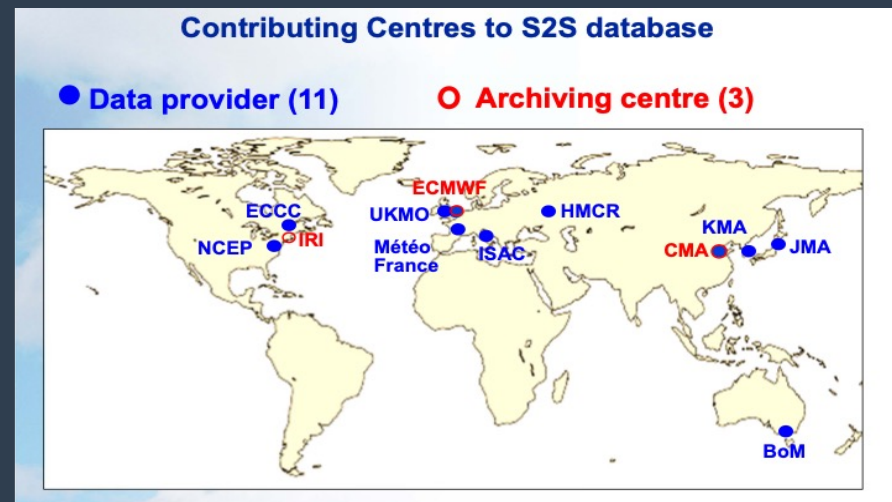 Contributing Centres to S2S database
Data provider (11)
Archiving centre (3)
ECMWF
ECCC
UKMO
HMCR
IRI
KMA
NCEP
Météo
France
ISAC
CMA
JMA
BoM